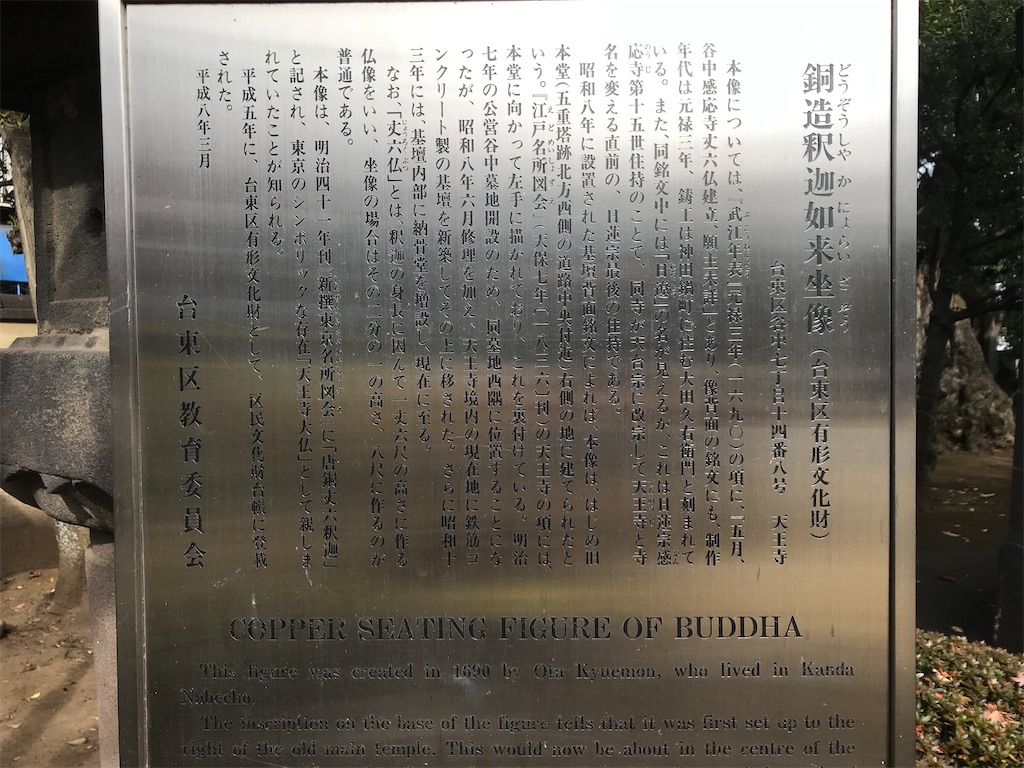 銅造釈迦如来坐像（台東区有形文化財）
どうぞうしゃかにょらいざぞう
台東区谷中七丁目十四番八号　天王寺
本像については、『武江年表』元禄三年（一六九〇）の項に、「五月、
谷中感応寺丈六仏建立、願主未詳」とあり、像背面の銘文にも、制作
年代は元禄三年、鋳工は神田鍋町に住む太田久右衛門と刻まれて
いる。また、同銘文中には「日遼」の名が見えるが、これは日蓮宗感
応寺第十五世住持のことで、同寺が天台宗に改宗して天王寺と寺
名を変える直前の、日蓮宗最後の住持である。
昭和八年に設置された基壇背面銘文によれば、本像は、はじめ旧
本堂（五重塔跡北方西側の道路中央付近）右側の地に建てられたと
いう。『江戸名所図会』（天保七年〔一八三六〕刊）の天王寺の項には、
本堂に向かって左手に描かれており、これを裏付けている。明治
七年の公営谷中墓地開設のため、同墓地西隅に位置することにな
ったが、昭和八年六月修理を加え、天王寺境内の現在地に鉄筋コ
ンクリート製の基壇を新築してその上に移された。さらに昭和十
三年には、基壇内部に納骨堂を増設し、現在に至る。
なお、「丈六仏」とは、釈迦の身長に因んで一丈六尺の高さに作る
仏像をいい、坐像の場合はその二分の一の高さ、八尺に作るのが
普通である。
本像は、明治四十一年刊『新撰東京名所図会』に「唐銅丈六釈迦」
と記され、東京のシンボリックな存在「天王寺大仏」として親しま
れていたことが知られる。
平成五年に、台東区有形文化財として、区民文化財台帳に登載
された。
平成八年三月
台東区教育委員会
COPPER SEATING FIGURE OF BUDDHA
This figure was created in 1690 by Ota Kyuemon, who lived in Kanda
Nabecho.
The inscription on the base of the figure tells that it was first set up to the
right of the old main temple. This would now be about in the centre of the